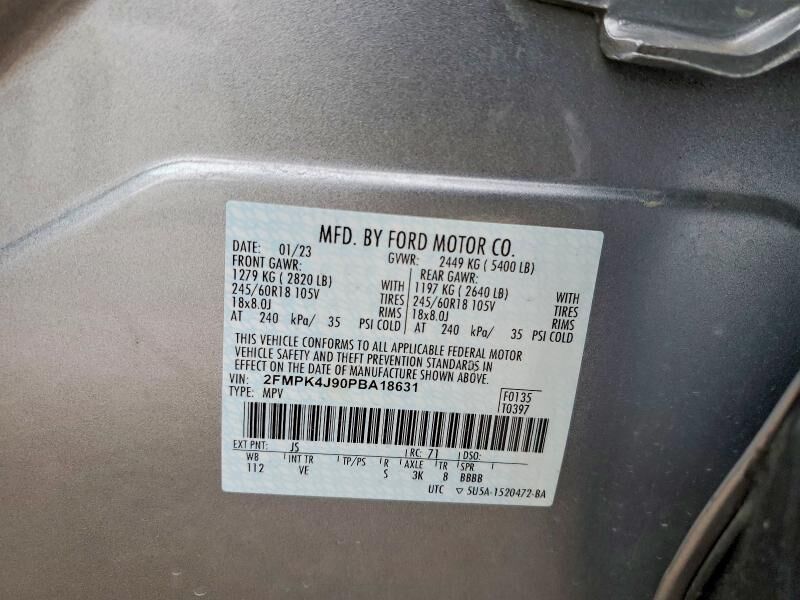 MFD. BY FORD MOTOR CO.
DATE: 01/23 GVWR: 2449 KG ( 5400 LB)
FRONT GAWR: REAR GAWR:
1279 KG ( 2820 LB) WITH 1197 KG ( 2640 LB) WITH
245/60R18 105V TIRES 245/60R18 105V TIRES
18x8.0J RIMS 18x8.0J RIMS
AT 240 kPa/ 35 PSI COLD AT 240 kPa/ 35 PSI COLD
THIS VEHICLE CONFORMS TO ALL APPLICABLE FEDERAL MOTOR
VEHICLE SAFETY AND THEFT PREVENTION STANDARDS IN
EFFECT ON THE DATE OF MANUFACTURE SHOWN ABOVE.
VIN: 2FMPK4J90PBA18631
TYPE: MPV F0135
T0397
EXT PNT: JS RC: 71 DSO:
WB INT TR TP/PS R AXLE TR SPR
112 VE S 3K 8 BBBB
UTC ▽ 5U5A-1520472-BA